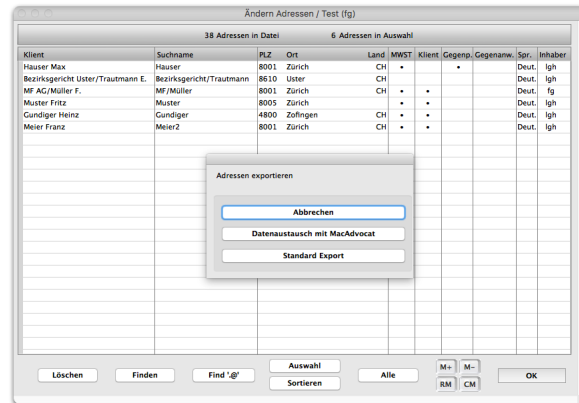 Ändern Adressen / Test (fg)
38 Adressen in Datei 6 Adressen in Auswahl
Klient Suchname PLZ Ort Land MWST Klient Gegenp. Gegenanw. Spr. Inhaber
Hauser Max Hauser 8001 Zürich CH • • Deut. lgh
Bezirksgericht Uster/Trautmann E. Bezirksgericht/Trautmann 8610 Uster CH Deut. lgh
MF AG/Müller F. MF/Müller 8001 Zürich CH • • Deut. fg
Muster Fritz Muster 8005 Zürich • • Deut. lgh
Gundiger Heinz Gundiger 4800 Zofingen CH • • Deut. lgh
Meier Franz Meier2 8001 Zürich CH • • Deut. lgh
Adressen exportieren
Abbrechen
Datenaustausch mit MacAdvocat
Standard Export
Löschen Finden Find '.@' Auswahl Alle M+ M- OK
Sortieren RM CM